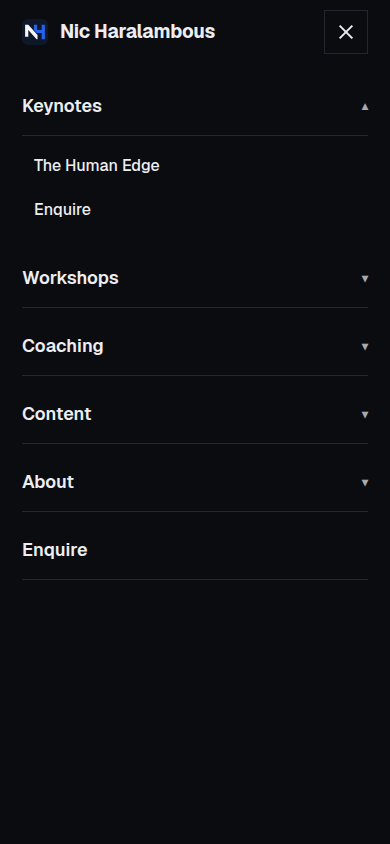 NH Nic Haralambous
Keynotes
The Human Edge
Enquire
Workshops
Coaching
Content
About
Enquire